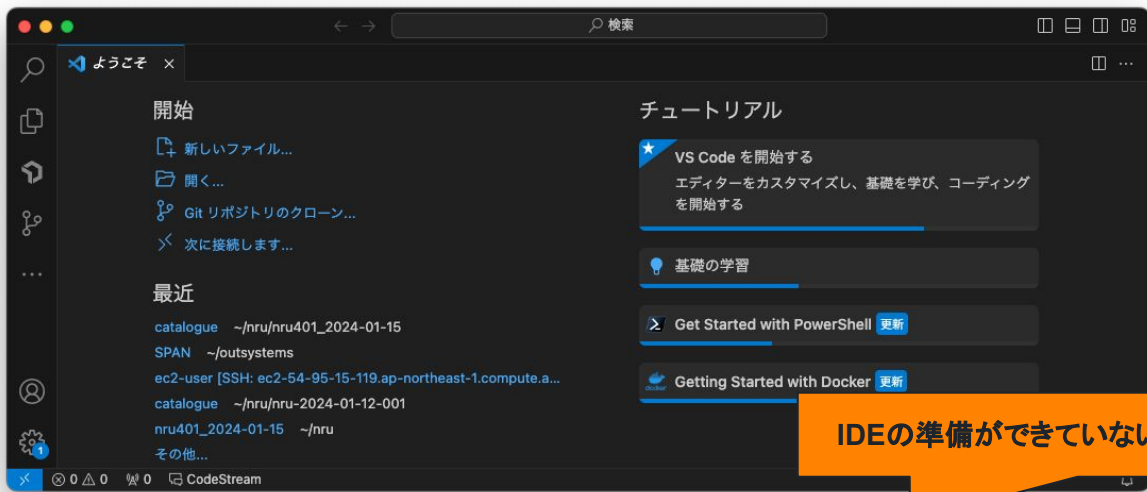 検索
ようこそ
開始
新しいファイル...
開く...
Git リポジトリのクローン...
次に接続します...
最近
catalogue ~/nru/nru401_2024-01-15
SPAN ~/outsystems
ec2-user [SSH: ec2-54-95-15-119.ap-northeast-1.compute.a...
catalogue ~/nru/nru-2024-01-12-001
nru401_2024-01-15 ~/nru
その他...
チュートリアル
VS Code を開始する
エディターをカスタマイズし、基礎を学び、コーディング
を開始する
基礎の学習
Get Started with PowerShell 更新
Getting Started with Docker 更新
IDEの準備ができていない
1
0 0 0 CodeStream